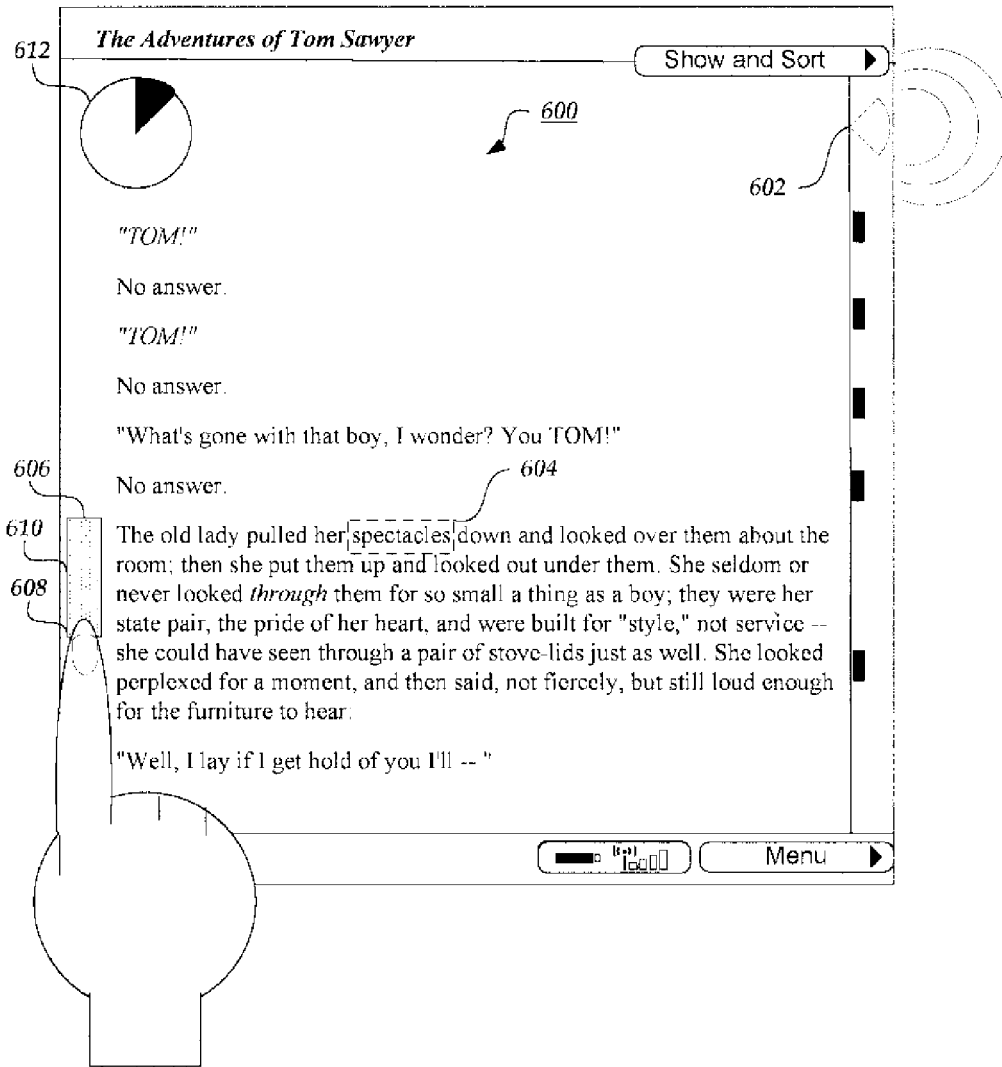 The Adventures of Tom Sawyer
612
Show and Sort
600
602
"TOM!"
No answer.
"TOM!"
No answer.
"What's gone with that boy, I wonder? You TOM!"
606
604
No answer.
610
The old lady pulled her spectacles down and looked over them about the
room; then she put them up and looked out under them. She seldom or
608
never looked through them for so small a thing as a boy; they were her
state pair, the pride of her heart, and were built for "style," not service --
she could have seen through a pair of stove-lids just as well. She looked
perplexed for a moment, and then said, not fiercely, but still loud enough
for the furniture to hear:
"Well, I lay if I get hold of you I'll -- "
Menu